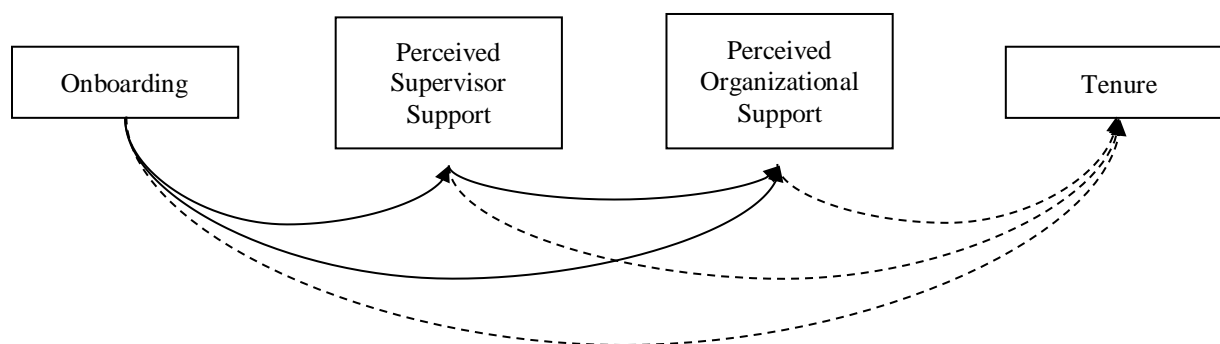 Onboarding
Perceived
Supervisor
Support
Perceived
Organizational
Support
Tenure